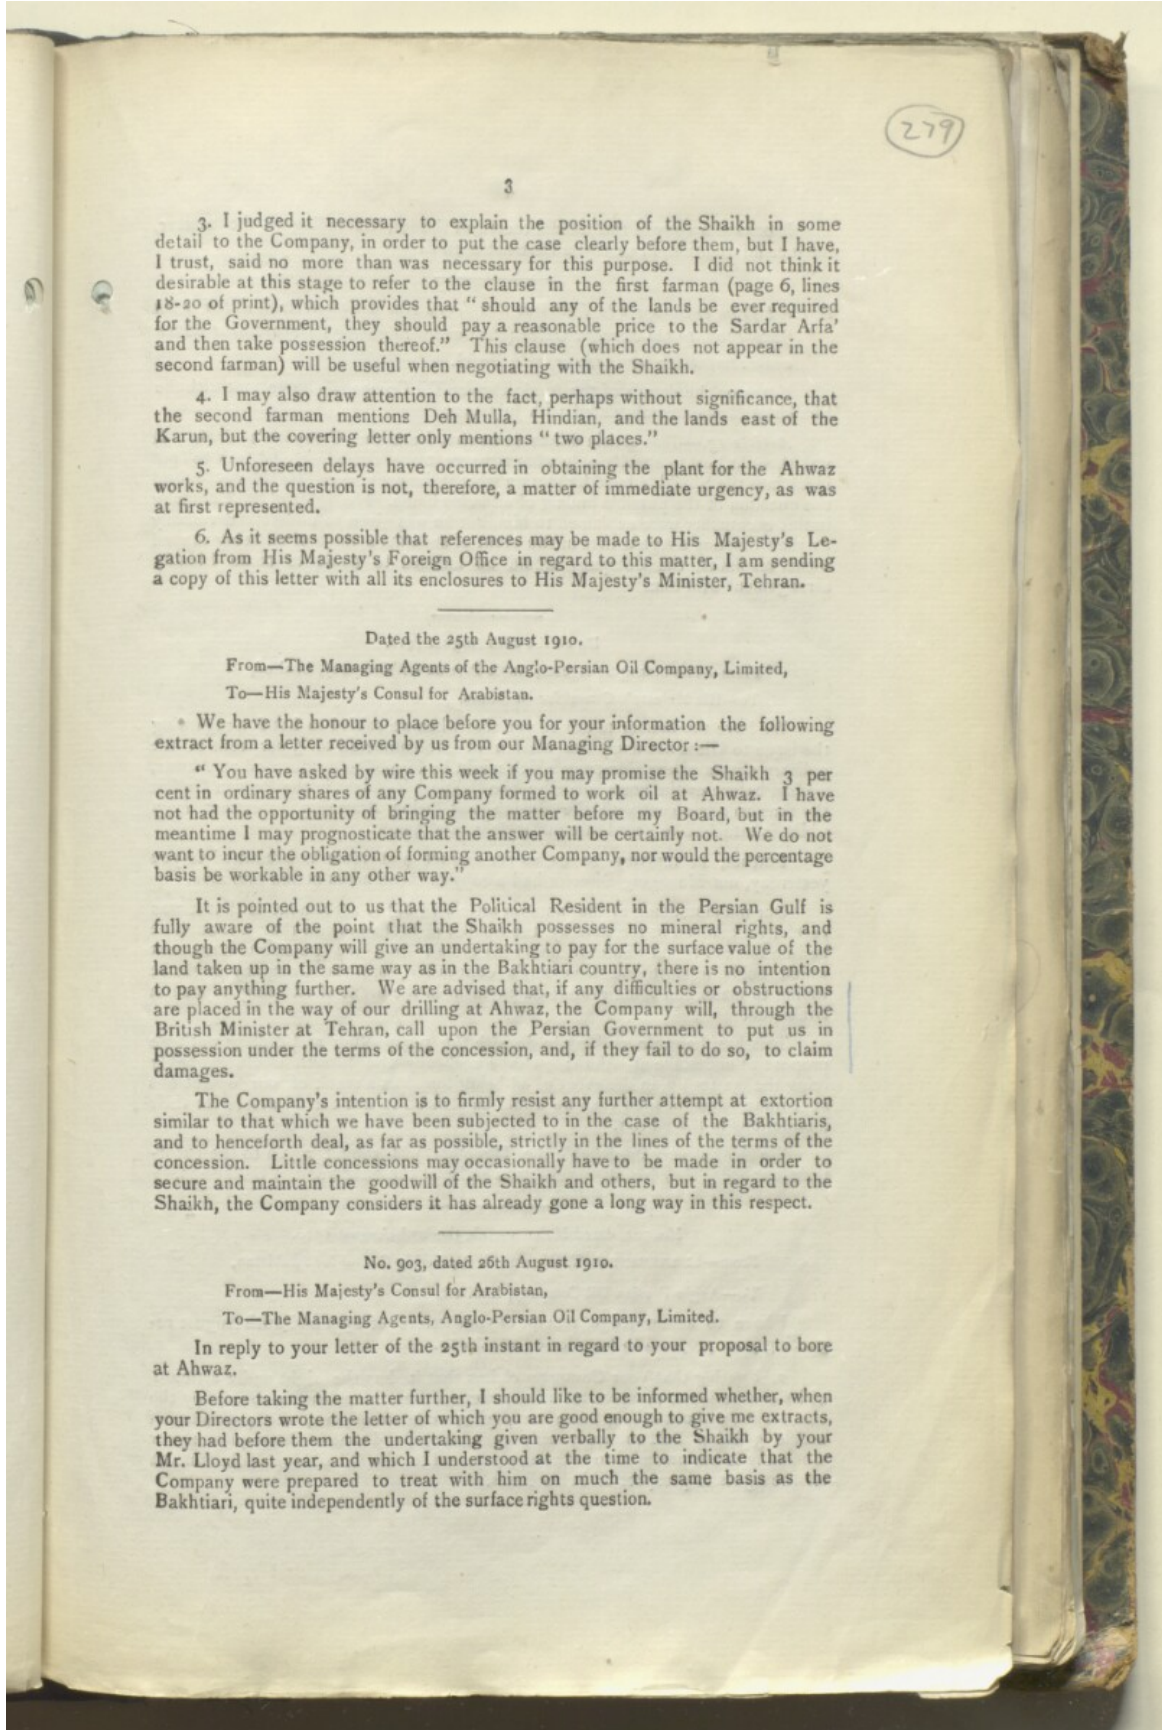 279
3
3. I judged it necessary to explain the position of the Shaikh in some
detail to the Company, in order to put the case clearly before them, but I have,
I trust, said no more than was necessary for this purpose. I did not think it
desirable at this stage to refer to the clause in the first farman (page 6, lines
18-20 of print), which provides that “ should any of the lands be ever required
for the Government, they should pay a reasonable price to the Sardar Arfa’
and then take possession thereof.” This clause (which does not appear in the
second farman) will be useful when negotiating with the Shaikh.
4. I may also draw attention to the fact, perhaps without significance, that
the second farman mentions Deh Mulla, Hindian, and the lands east of the
Karun, but the covering letter only mentions “ two places.”
5. Unforeseen delays have occurred in obtaining the plant for the Ahwaz
works, and the question is not, therefore, a matter of immediate urgency, as was
at first represented.
6. As it seems possible that references may be made to His Majesty's Le-
gation from His Majesty's Foreign Office in regard to this matter, I am sending
a copy of this letter with all its enclosures to His Majesty's Minister, Tehran.
Dated the 25th August 1910.
From—The Managing Agents of the Anglo-Persian Oil Company, Limited,
To—His Majesty's Consul for Arabistan.
We have the honour to place before you for your information the following
extract from a letter received by us from our Managing Director :—
“ You have asked by wire this week if you may promise the Shaikh 3 per
cent in ordinary shares of any Company formed to work oil at Ahwaz. I have
not had the opportunity of bringing the matter before my Board, but in the
meantime I may prognosticate that the answer will be certainly not. We do not
want to incur the obligation of forming another Company, nor would the percentage
basis be workable in any other way.”
It is pointed out to us that the Political Resident in the Persian Gulf is
fully aware of the point that the Shaikh possesses no mineral rights, and
though the Company will give an undertaking to pay for the surface value of the
land taken up in the same way as in the Bakhtiari country, there is no intention
to pay anything further. We are advised that, if any difficulties or obstructions
are placed in the way of our drilling at Ahwaz, the Company will, through the
British Minister at Tehran, call upon the Persian Government to put us in
possession under the terms of the concession, and, if they fail to do so, to claim
damages.
The Company's intention is to firmly resist any further attempt at extortion
similar to that which we have been subjected to in the case of the Bakhtiaris,
and to henceforth deal, as far as possible, strictly in the lines of the terms of the
concession. Little concessions may occasionally have to be made in order to
secure and maintain the goodwill of the Shaikh and others, but in regard to the
Shaikh, the Company considers it has already gone a long way in this respect.
No. 903, dated 26th August 1910.
From—His Majesty's Consul for Arabistan,
To—The Managing Agents, Anglo-Persian Oil Company, Limited.
In reply to your letter of the 25th instant in regard to your proposal to bore
at Ahwaz.
Before taking the matter further, I should like to be informed whether, when
your Directors wrote the letter of which you are good enough to give me extracts,
they had before them the undertaking given verbally to the Shaikh by your
Mr. Lloyd last year, and which I understood at the time to indicate that the
Company were prepared to treat with him on much the same basis as the
Bakhtiari, quite independently of the surface rights question.